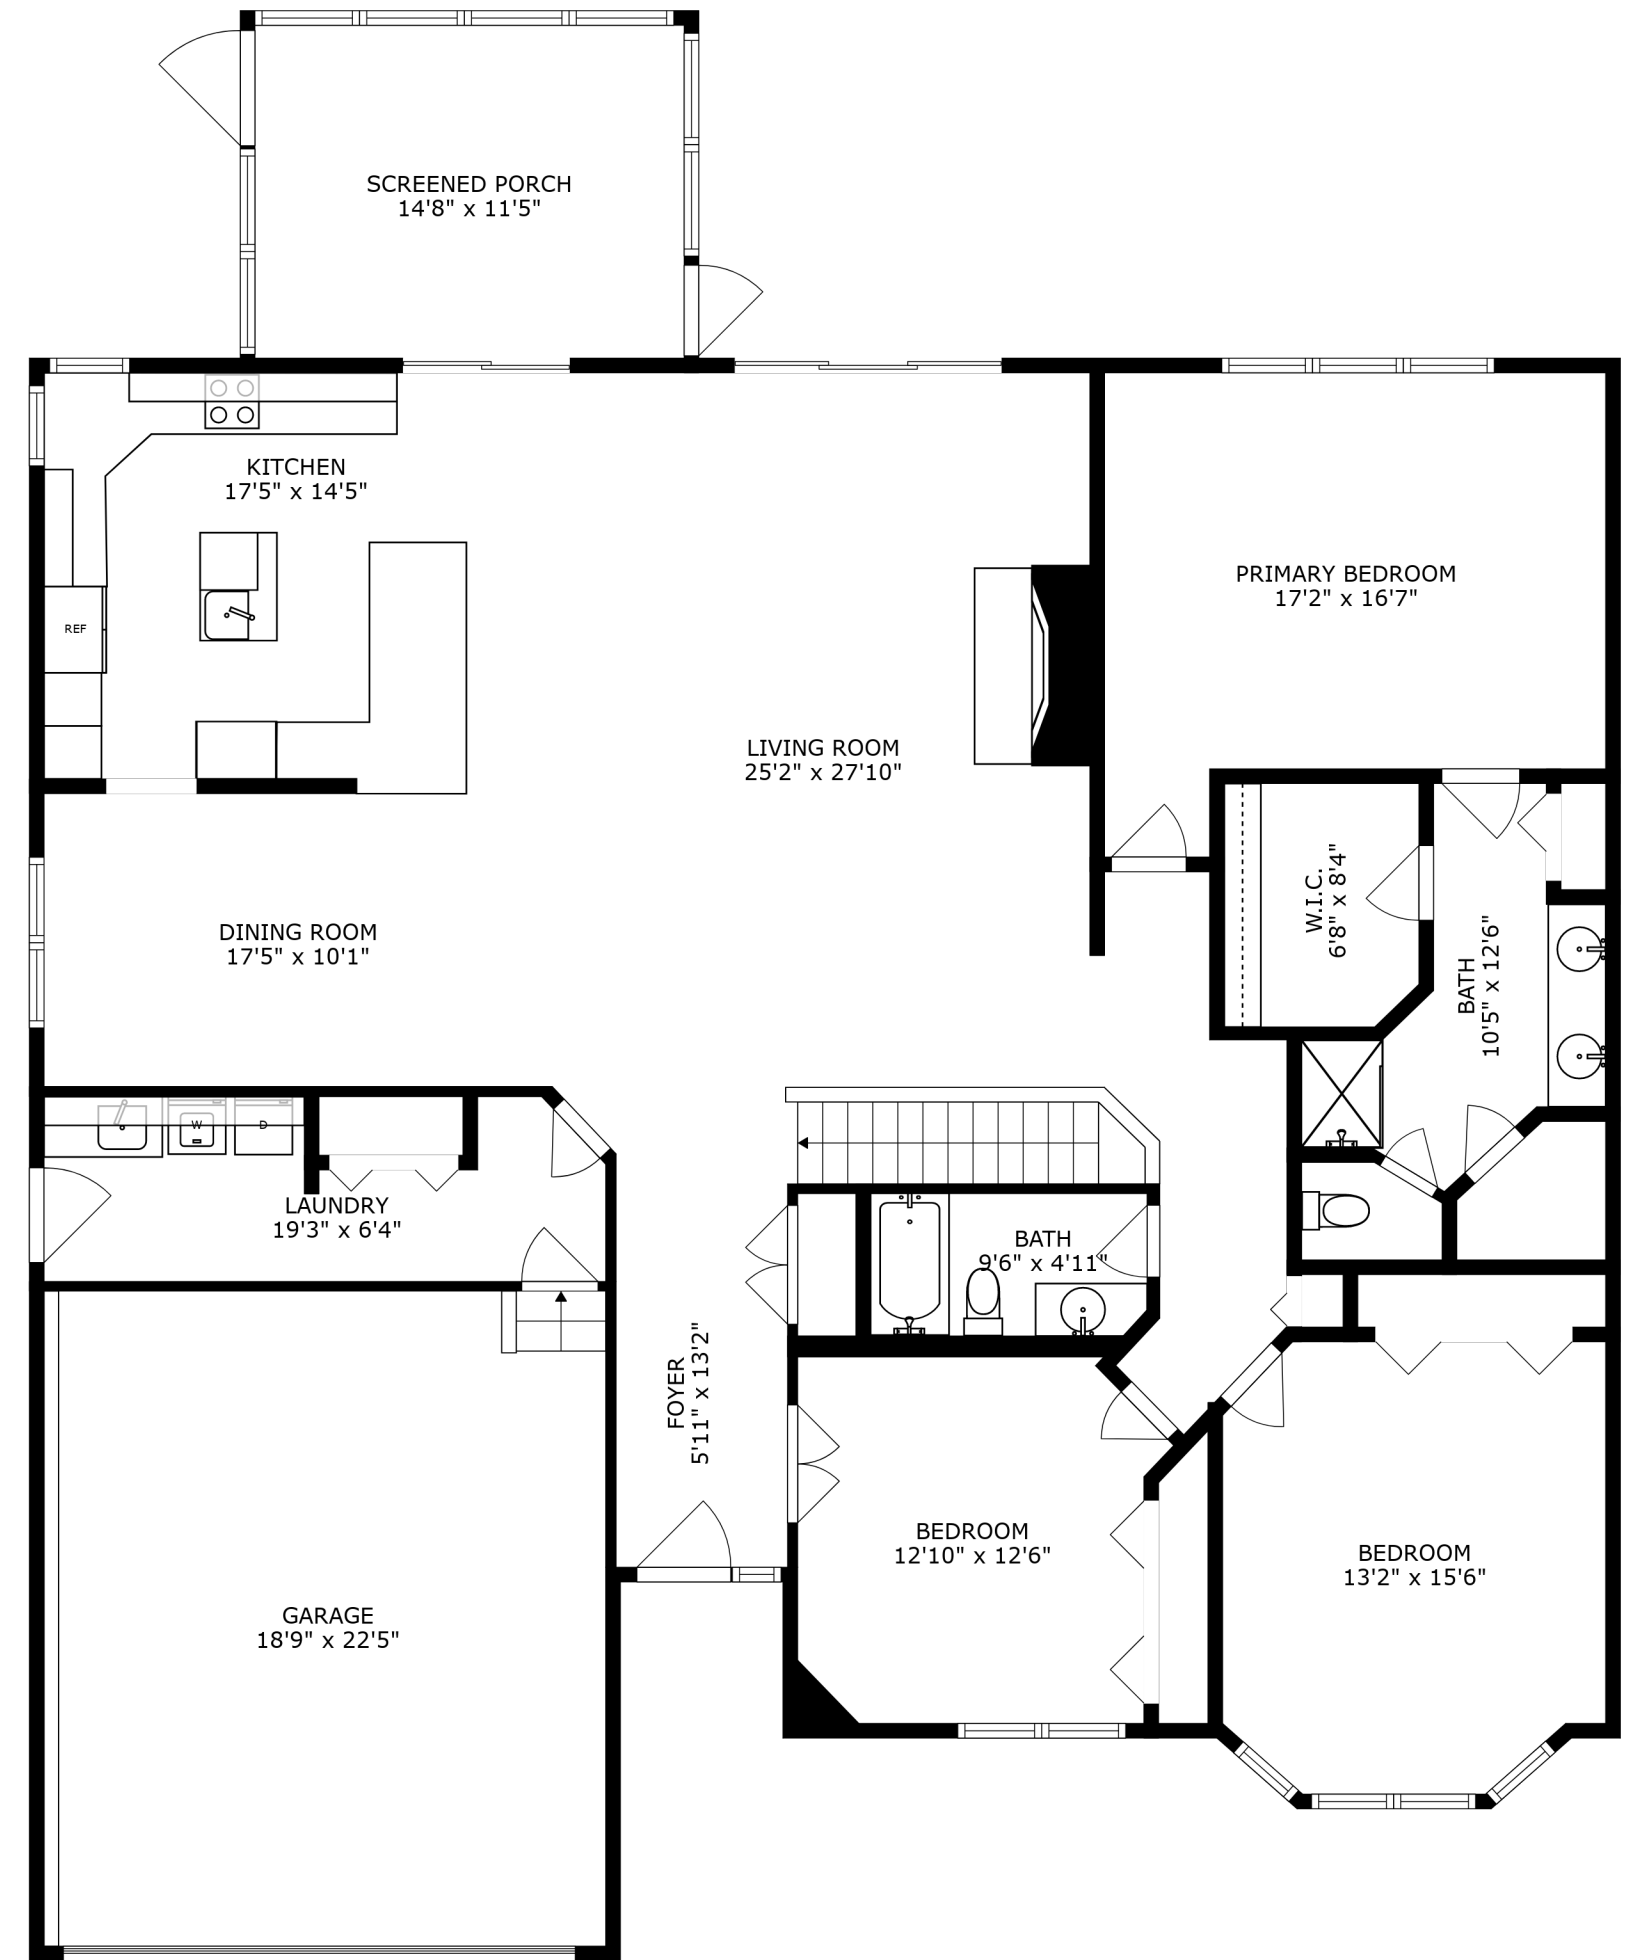 SCREENED PORCH
14'8" x 11'5"
KITCHEN
17'5" x 14'5"
REF
PRIMARY BEDROOM
17'2" x 16'7"
LIVING ROOM
25'2" x 27'10"
W.I.C.
6'8" x 8'4"
DINING ROOM
17'5" x 10'1"
BATH
10'5" x 12'6"
W
D
LAUNDRY
19'3" x 6'4"
BATH
9'6" x 4'11"
FOYER
5'11" x 13'2"
BEDROOM
12'10" x 12'6"
BEDROOM
13'2" x 15'6"
GARAGE
18'9" x 22'5"